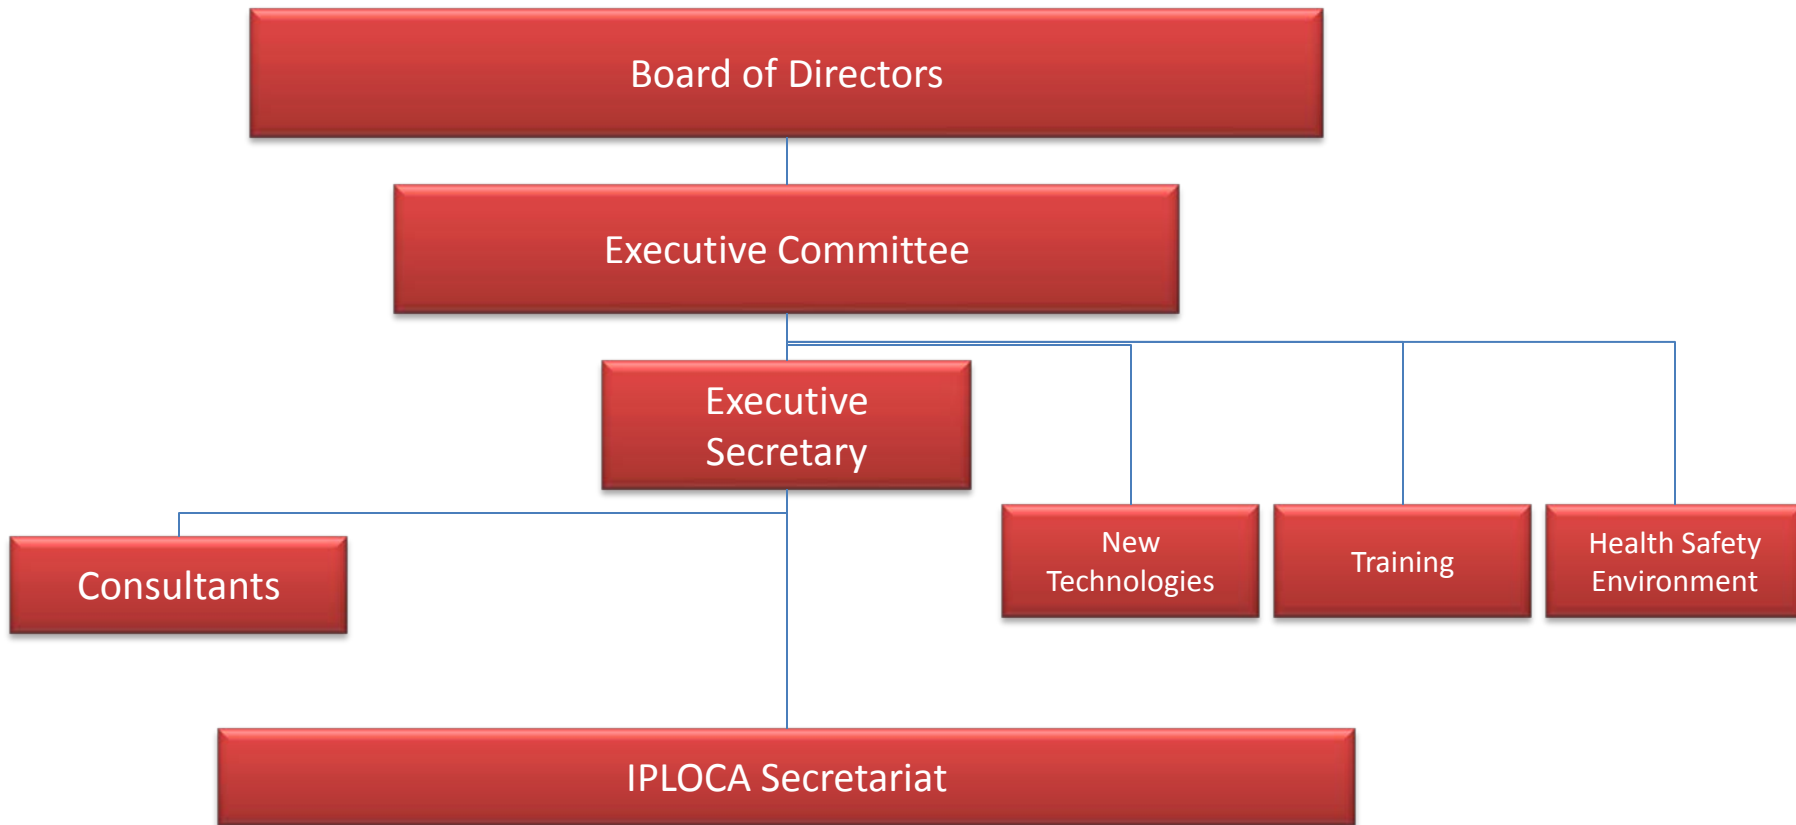 Board of Directors
Executive Committee
Executive
Secretary
Consultants
New
Technologies
Training
Health Safety
Environment
IPLOCA Secretariat